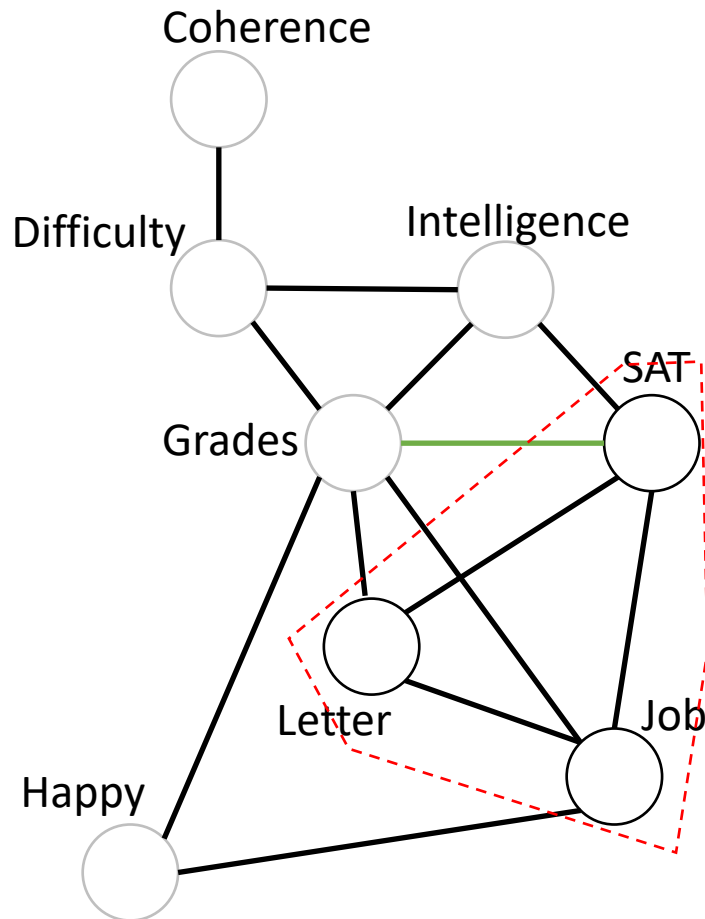 Coherence
Difficulty
Intelligence
SAT
Grades
Letter
Job
Happy